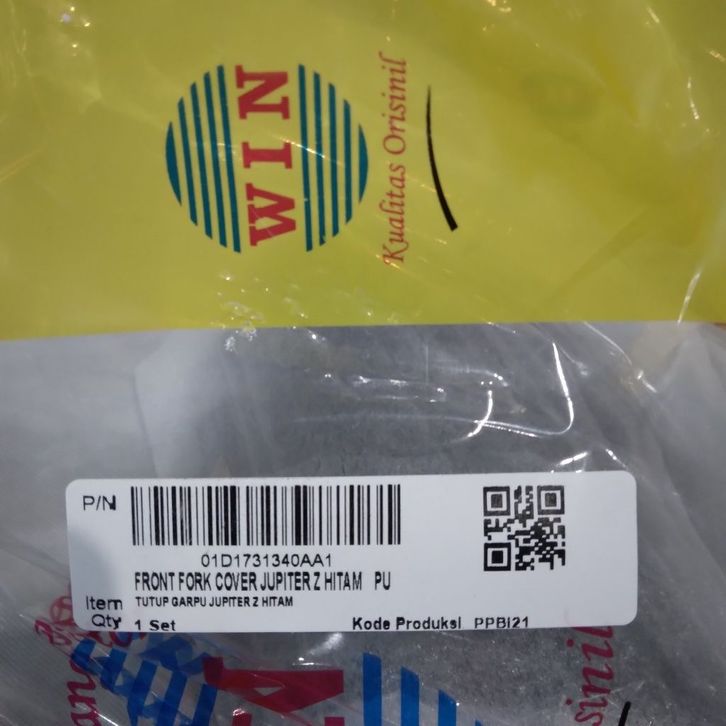 WIN
Kualitas Orisinil
P/N
01D1731340AA1
FRONT FORK COVER JUPITER Z HITAM PU
Item TUTUP GARPU JUPITER Z HITAM
Qty 1 Set Kode Produksi PPBI21